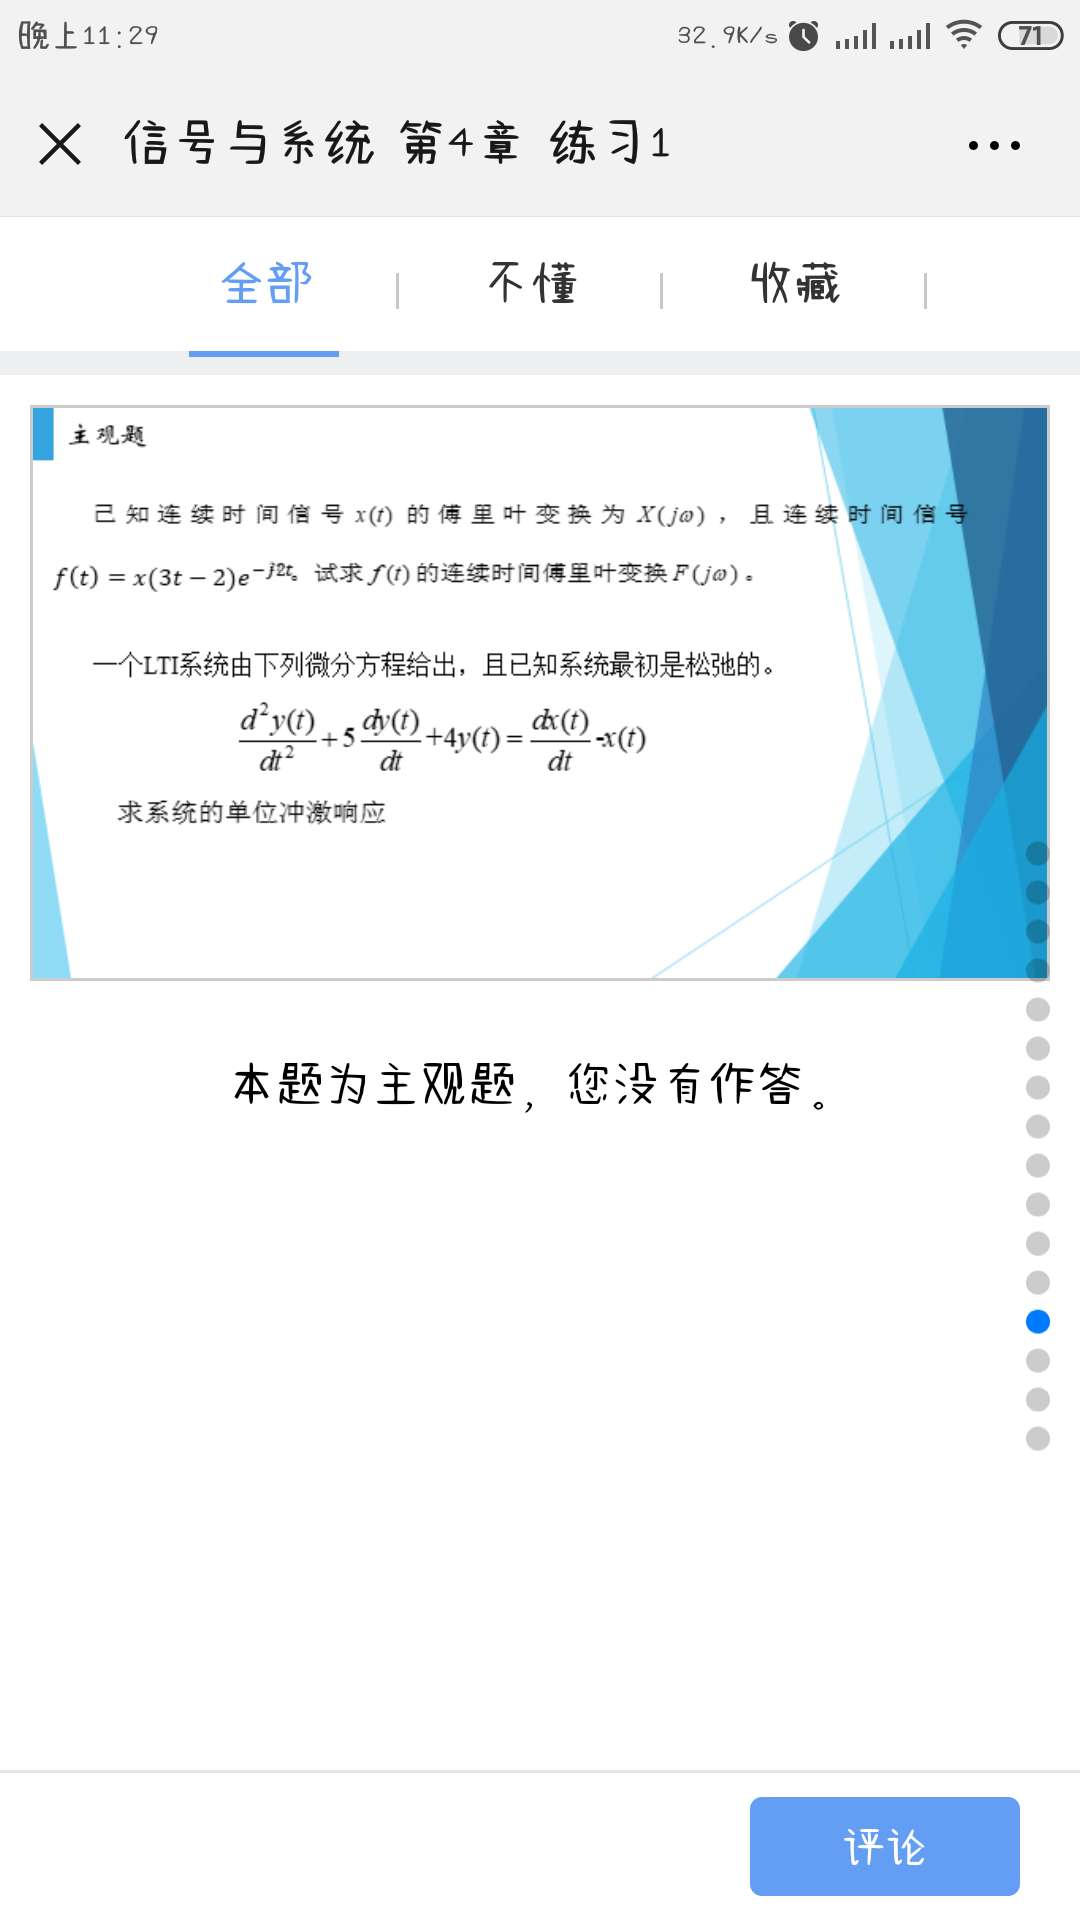 晚上11:29
32.9K/s
71
信号与系统 第4章 练习1
全部
不懂
收藏
主观题
已知连续时间信号 x(t) 的傅里叶变换为 X(jω)，且连续时间信号
f(t) = x(3t − 2)e^{−j2t}。试求 f(t) 的连续时间傅里叶变换 F(jω)。
一个LTI系统由下列微分方程给出，且已知系统最初是松弛的。
d²y(t)/dt² + 5 dy(t)/dt + 4y(t) = dx(t)/dt - x(t)
求系统的单位冲激响应
本题为主观题，您没有作答。
评论